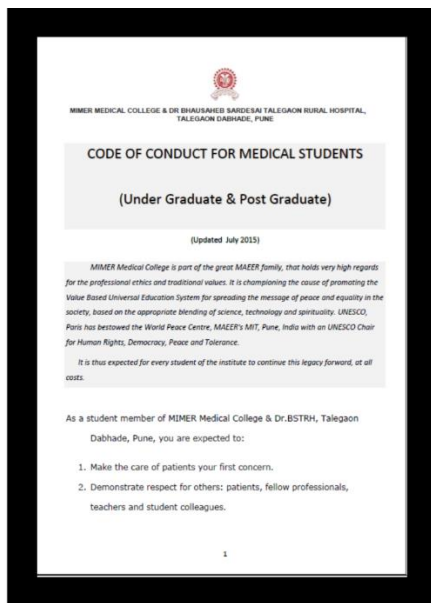 MIMER MEDICAL COLLEGE & DR BHAUSAHEB SARDESAI TALEGAON RURAL HOSPITAL,
TALEGAON DABHADE, PUNE
CODE OF CONDUCT FOR MEDICAL STUDENTS
(Under Graduate & Post Graduate)
(Updated July 2015)
MIMER Medical College is part of the great MAEER family, that holds very high regards
for the professional ethics and traditional values. It is championing the cause of promoting the
Value Based Universal Education System for spreading the message of peace and equality in the
society, based on the appropriate blending of science, technology and spirituality. UNESCO,
Paris has bestowed the World Peace Centre, MAEER's MIT, Pune, India with an UNESCO Chair
for Human Rights, Democracy, Peace and Tolerance.
It is thus expected for every student of the institute to continue this legacy forward, at all
costs.
As a student member of MIMER Medical College & Dr.BSTRH, Talegaon
Dabhade, Pune, you are expected to:
1. Make the care of patients your first concern.
2. Demonstrate respect for others: patients, fellow professionals,
teachers and student colleagues.
1